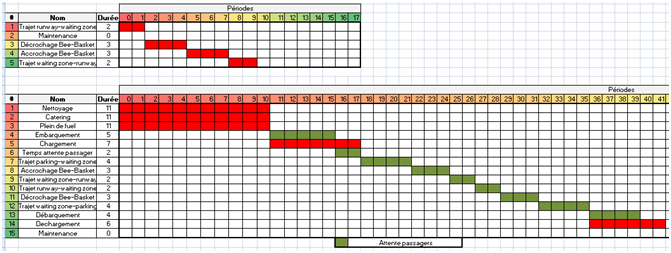 Périodes
# Nom Durée 0 1 2 3 4 5 6 7 8 9 10 11 12 13 14 15 16 17
1 Trajet runway-waiting zone 2
2 Maintenance 0
3 Décrochage Bee-Basket 3
4 Accrochage Bee-Basket 3
5 Trajet waiting zone-runway 2
Périodes
# Nom Durée 0 1 2 3 4 5 6 7 8 9 10 11 12 13 14 15 16 17 18 19 20 21 22 23 24 25 26 27 28 29 30 31 32 33 34 35 36 37 38 39 40 41
1 Nettoyage 11
2 Catering 11
3 Plein de fuel 11
4 Embarquement 5
5 Chargement 7
6 Temps attente passager 2
7 Trajet parking-waiting zone 4
8 Accrochage Bee-Basket 3
9 Trajet waiting zone-runway 2
10 Trajet runway-waiting zone 2
11 Décrochage Bee-Basket 3
12 Trajet waiting zone-parking 4
13 Débarquement 4
14 Dechargement 6
15 Maintenance 0
Attente passagers